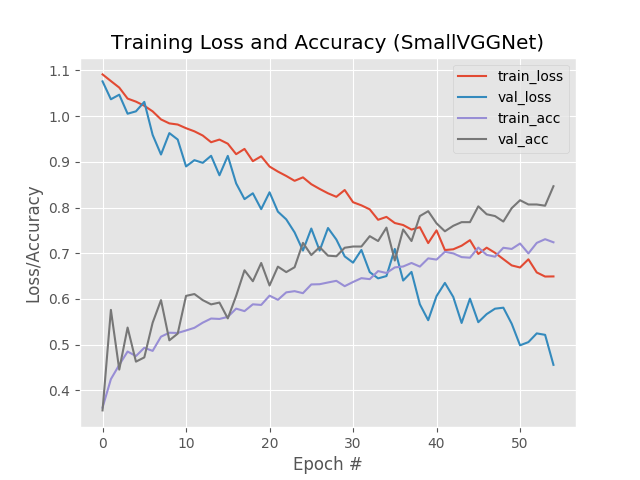 Training Loss and Accuracy (SmallVGGNet)
train_loss
val_loss
train_acc
val_acc
Loss/Accuracy
1.1
1.0
0.9
0.8
0.7
0.6
0.5
0.4
0 10 20 30 40 50
Epoch #